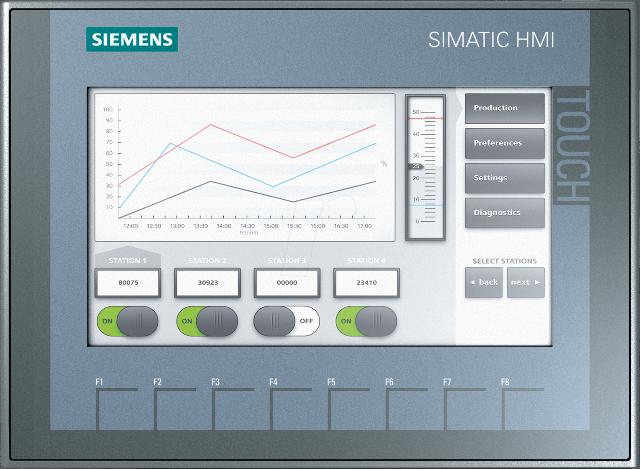 SIEMENS
SIMATIC HMI
TOUCH
100
90
80
70
60
50
40
30
20
10
%
12:00 12:30 13:00 13:30 14:00 14:30 15:00 15:30 16:00 16:30 17:00
hh:mm
50
40
30
25
20
10
0
Production
Preferences
Settings
Diagnostics
STATION 1 STATION 2 STATION 3 STATION 4
80075 30923 00000 23410
ON ON OFF ON
SELECT STATIONS
◄ back next ►
F1 F2 F3 F4 F5 F6 F7 F8